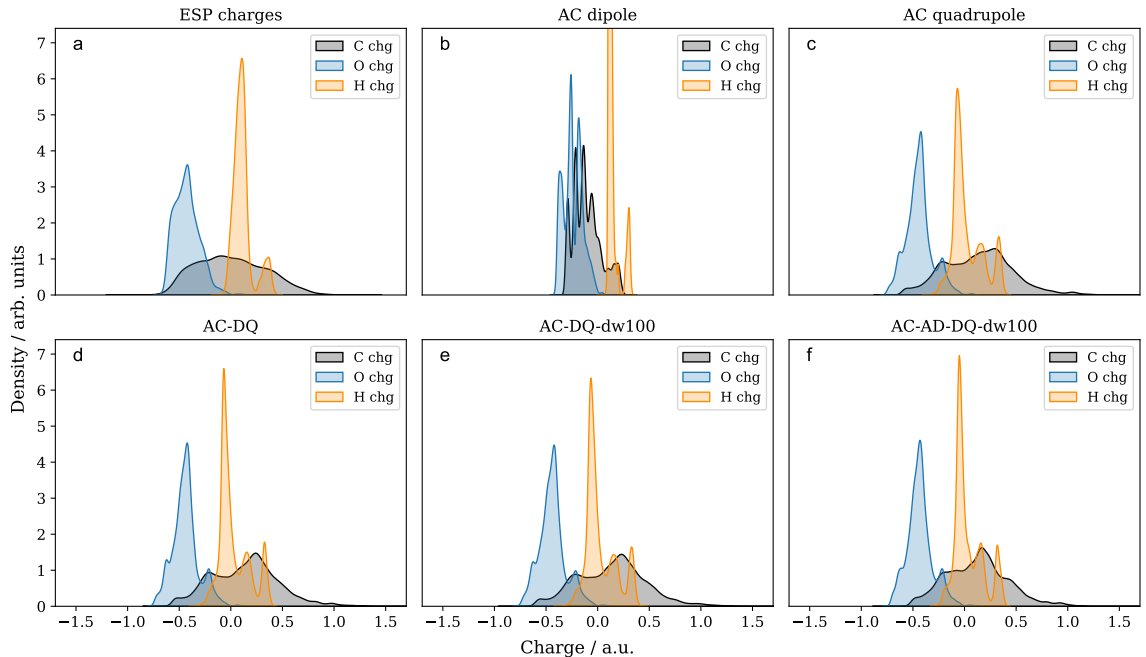 ESP charges
AC dipole
AC quadrupole
a
b
c
C chg
O chg
H chg
C chg
O chg
H chg
C chg
O chg
H chg
7
6
5
4
3
2
1
0
AC-DQ
AC-DQ-dw100
AC-AD-DQ-dw100
d
e
f
C chg
O chg
H chg
C chg
O chg
H chg
C chg
O chg
H chg
7
6
5
4
3
2
1
0
Density / arb. units
−1.5 −1.0 −0.5 0.0 0.5 1.0 1.5
−1.5 −1.0 −0.5 0.0 0.5 1.0 1.5
−1.5 −1.0 −0.5 0.0 0.5 1.0 1.5
Charge / a.u.